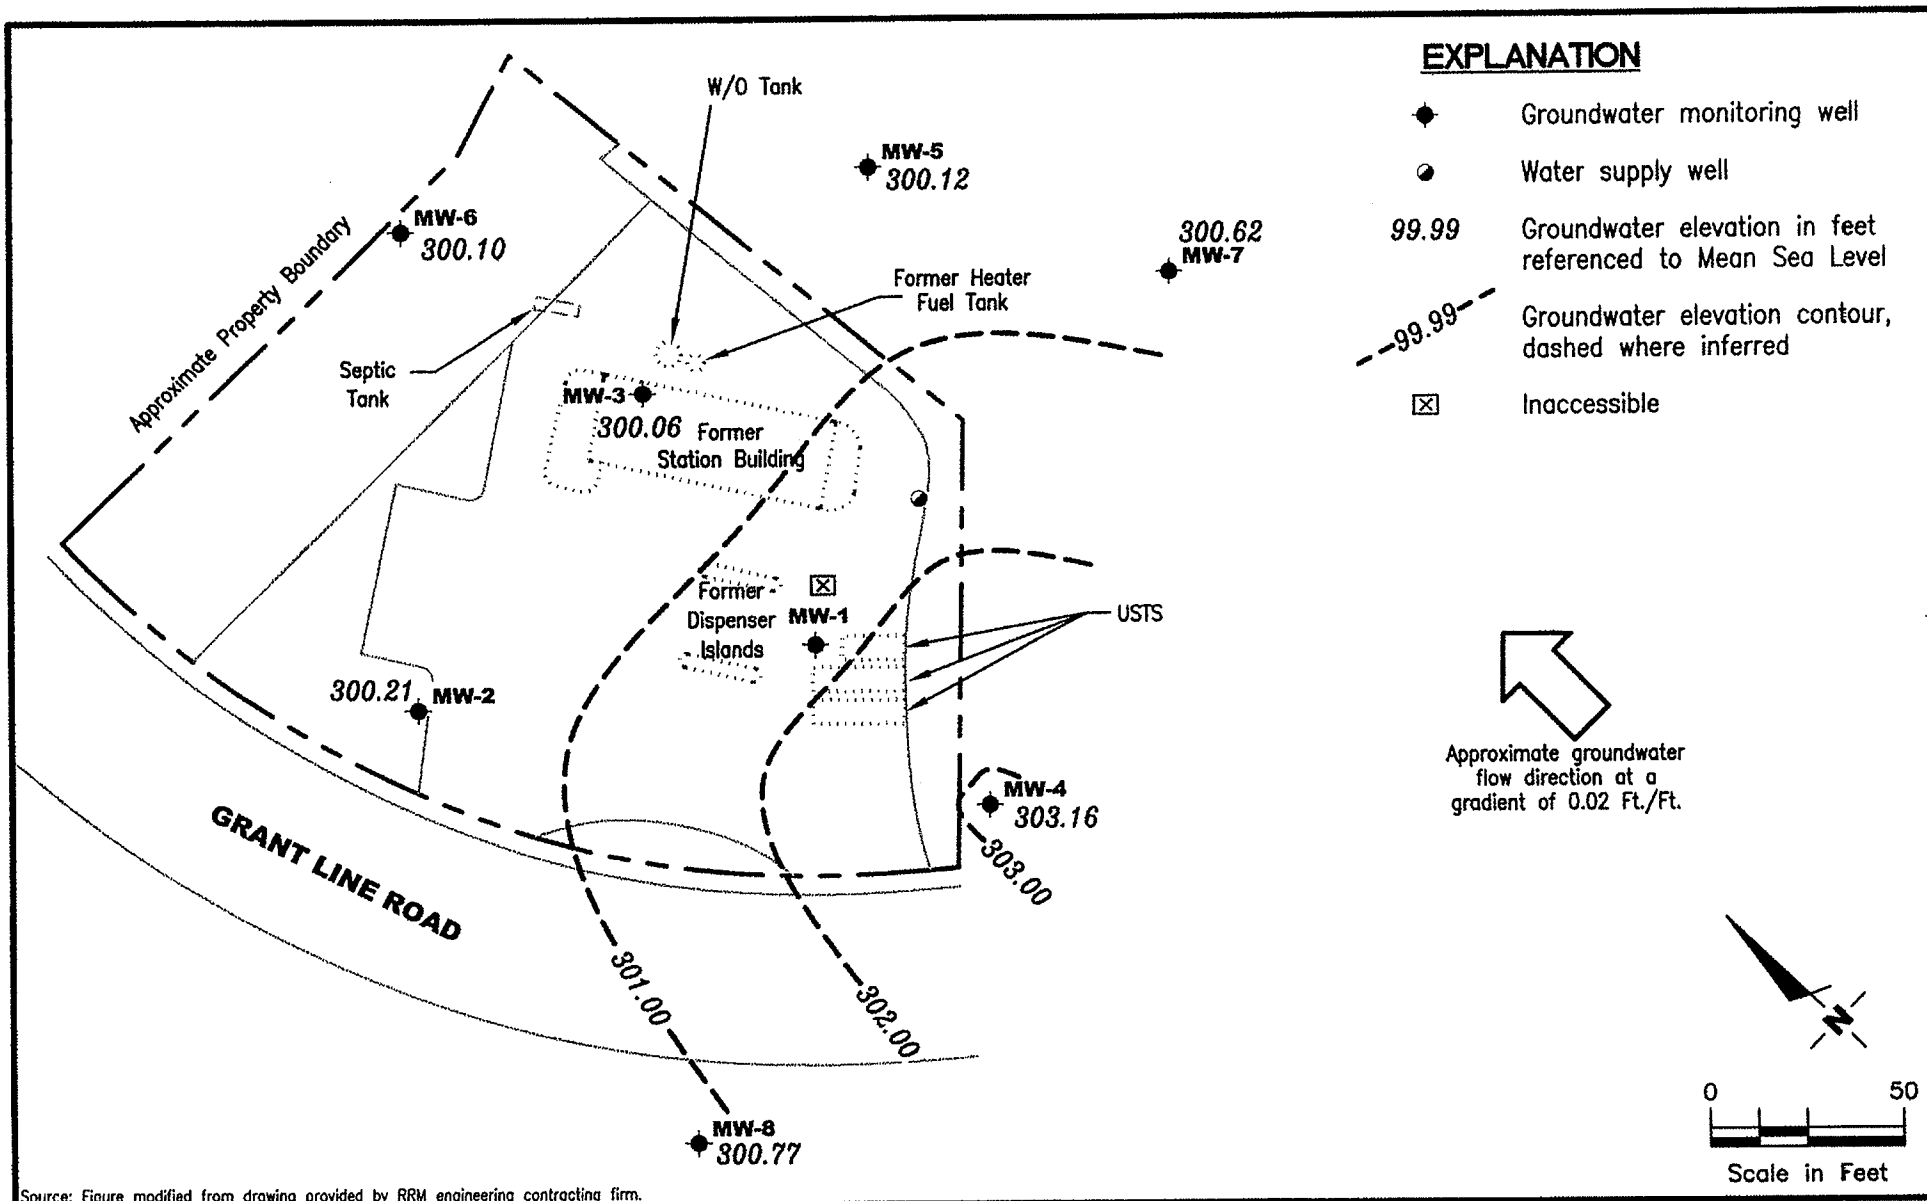 EXPLANATION
Groundwater monitoring well
Water supply well
99.99
Groundwater elevation in feet
referenced to Mean Sea Level
99.99
Groundwater elevation contour,
dashed where inferred
Inaccessible
W/O Tank
MW-5
300.12
MW-6
300.10
300.62
MW-7
Approximate Property Boundary
Former Heater
Fuel Tank
Septic
Tank
MW-3
300.06
Former
Station Building
Former
Dispenser
Islands
MW-1
USTS
300.21
MW-2
MW-4
303.16
303.00
GRANT LINE ROAD
301.00
302.00
MW-8
300.77
Approximate groundwater
flow direction at a
gradient of 0.02 Ft./Ft.
N
0 50
Scale in Feet
Source: Figure modified from drawing provided by RRM engineering contracting firm.